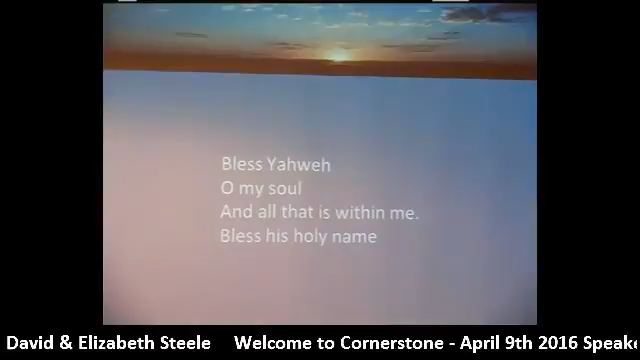 Bless Yahweh
O my soul
And all that is within me.
Bless his holy name
David & Elizabeth Steele Welcome to Cornerstone - April 9th 2016